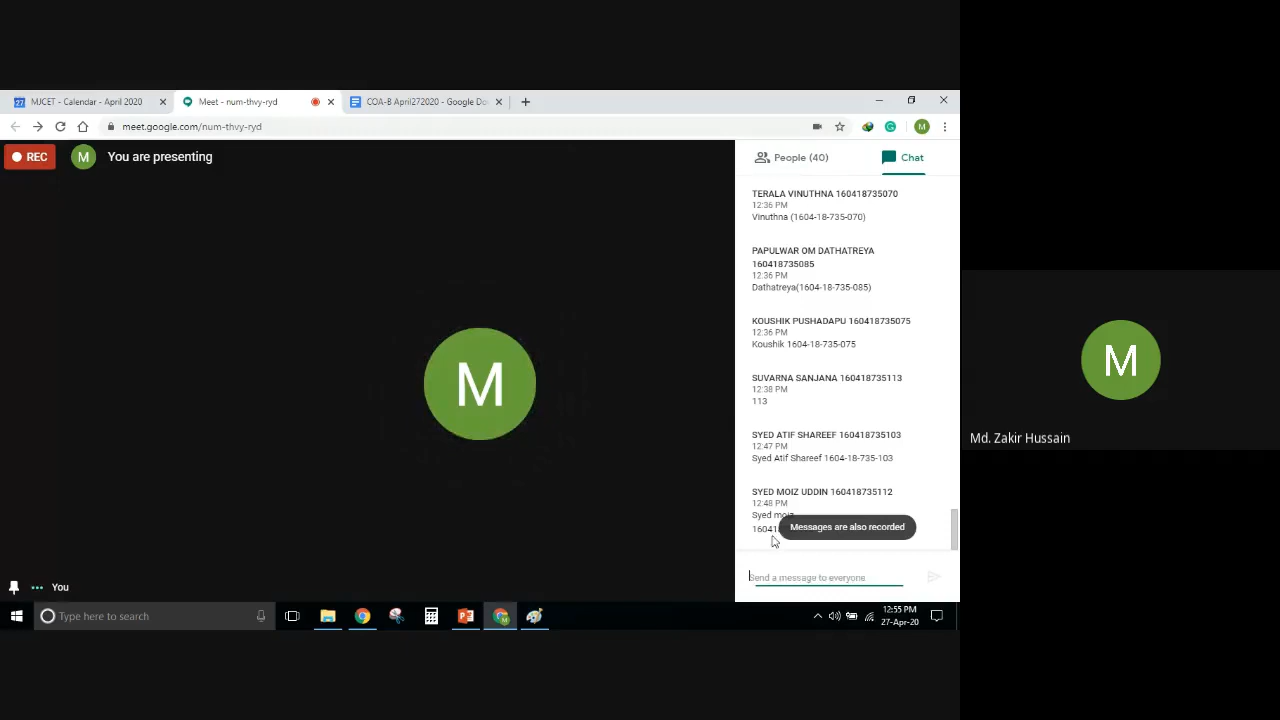 MJCET - Calendar - April 2020
Meet - num-thvy-ryd
COA-B April272020 - Google Do
meet.google.com/num-thvy-ryd
M
REC
M
You are presenting
People (40)
Chat
TERALA VINUTHNA 160418735070
12:36 PM
Vinuthna (1604-18-735-070)
PAPULWAR OM DATHATREYA
160418735085
12:36 PM
Dathatreya(1604-18-735-085)
KOUSHIK PUSHADAPU 160418735075
12:36 PM
Koushik 1604-18-735-075
SUVARNA SANJANA 160418735113
12:38 PM
113
SYED ATIF SHAREEF 160418735103
12:47 PM
Syed Atif Shareef 1604-18-735-103
SYED MOIZ UDDIN 160418735112
12:48 PM
Syed moiz
16041
Messages are also recorded
Send a message to everyone
M
You
M
Md. Zakir Hussain
Type here to search
12:55 PM
27-Apr-20